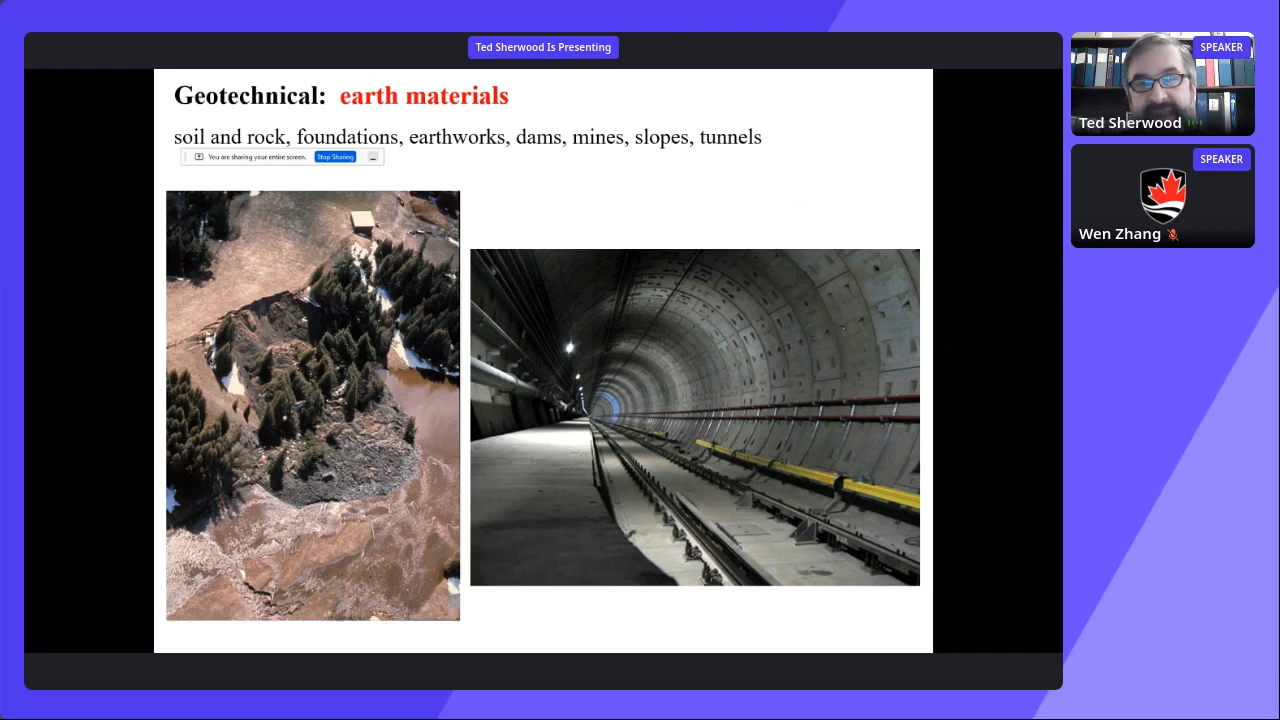 Ted Sherwood Is Presenting
Geotechnical: earth materials
soil and rock, foundations, earthworks, dams, mines, slopes, tunnels
You are sharing your entire screen. Stop Sharing
SPEAKER
Ted Sherwood
SPEAKER
Wen Zhang